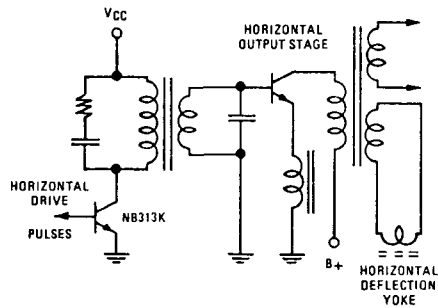 VCC
HORIZONTAL
OUTPUT STAGE
HORIZONTAL
DRIVE
PULSES
NB313K
B+
HORIZONTAL
DEFLECTION
YOKE